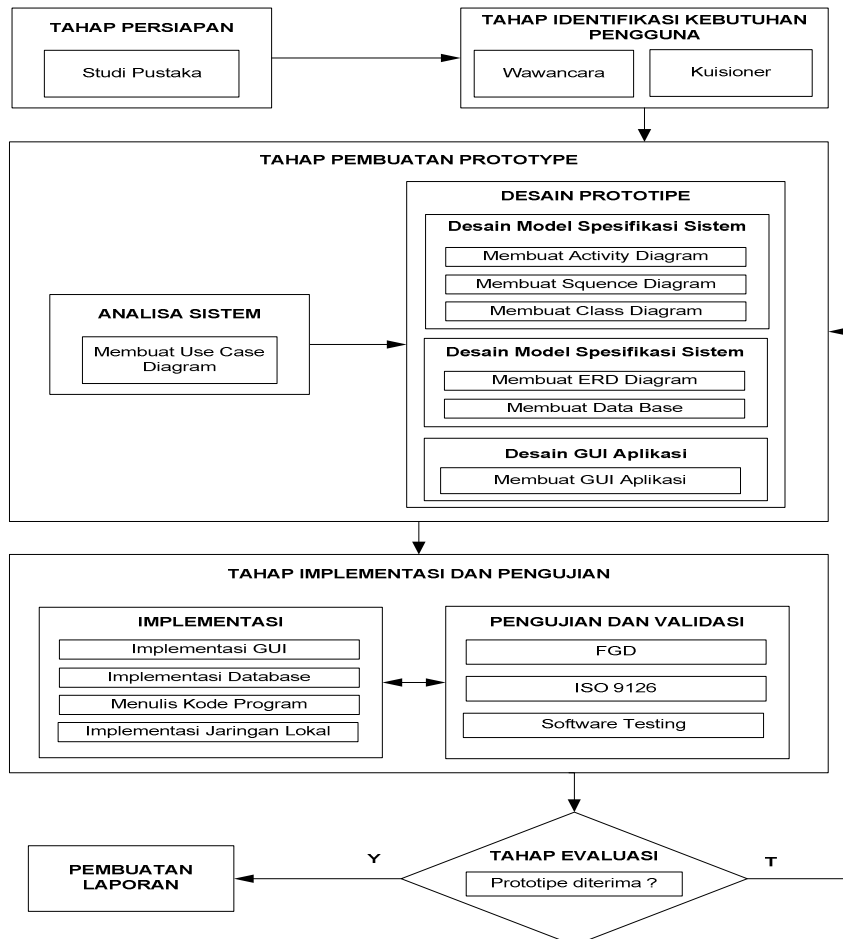 TAHAP PERSIAPAN
Studi Pustaka
TAHAP IDENTIFIKASI KEBUTUHAN
PENGGUNA
Wawancara
Kuisioner
TAHAP PEMBUATAN PROTOTYPE
ANALISA SISTEM
Membuat Use Case
Diagram
DESAIN PROTOTIPE
Desain Model Spesifikasi Sistem
Membuat Activity Diagram
Membuat Squence Diagram
Membuat Class Diagram
Desain Model Spesifikasi Sistem
Membuat ERD Diagram
Membuat Data Base
Desain GUI Aplikasi
Membuat GUI Aplikasi
TAHAP IMPLEMENTASI DAN PENGUJIAN
IMPLEMENTASI
Implementasi GUI
Implementasi Database
Menulis Kode Program
Implementasi Jaringan Lokal
PENGUJIAN DAN VALIDASI
FGD
ISO 9126
Software Testing
TAHAP EVALUASI
Prototipe diterima ?
Y
T
PEMBUATAN
LAPORAN